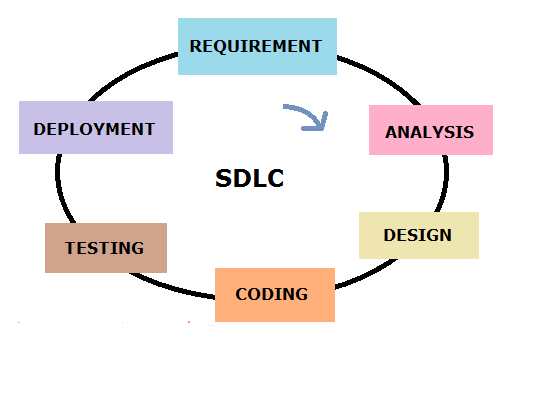 REQUIREMENT
ANALYSIS
DESIGN
CODING
TESTING
DEPLOYMENT
SDLC